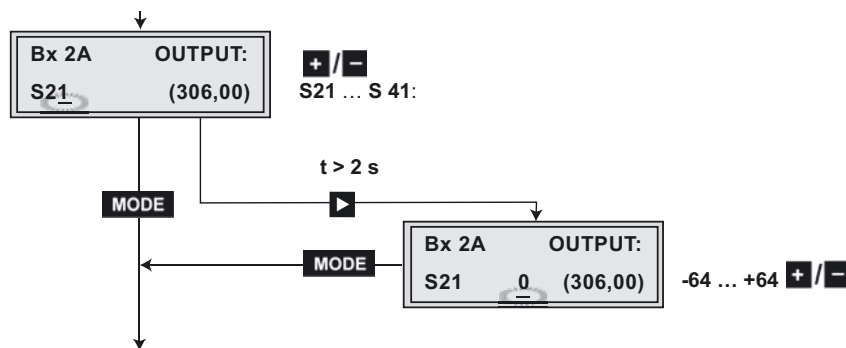 Bx 2A OUTPUT:
S21 (306,00)
+/−
S21 … S 41:
t > 2 s
MODE
MODE
Bx 2A OUTPUT:
S21 0 (306,00)
-64 … +64 +/−